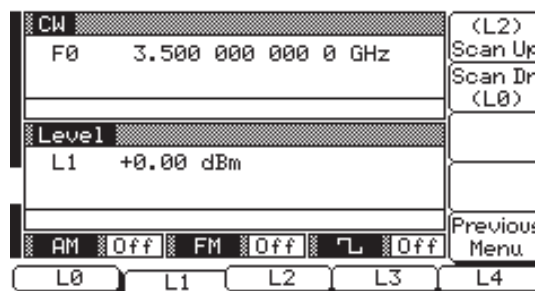 CW
F0 3.500 000 000 0 GHz
Level
L1 +0.00 dBm
AM Off FM Off Off
(L2)
Scan Up
Scan Dn
(L0)
Previous
Menu
L0 L1 L2 L3 L4